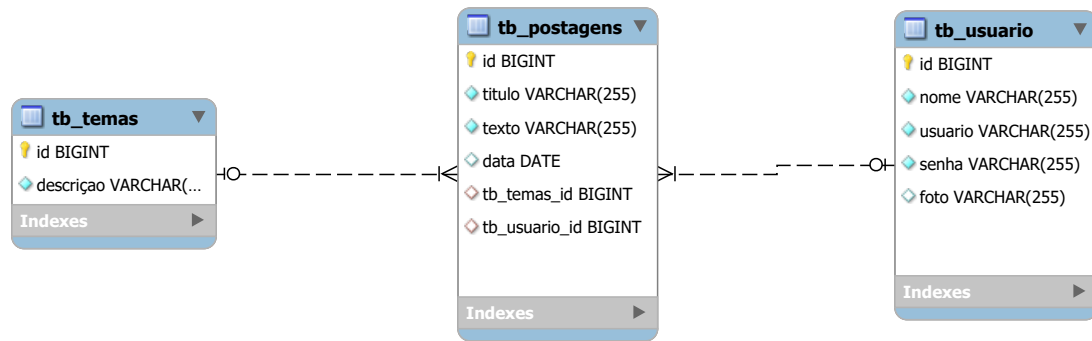 tb_temas
id BIGINT
descriçao VARCHAR(...
Indexes
tb_postagens
id BIGINT
titulo VARCHAR(255)
texto VARCHAR(255)
data DATE
tb_temas_id BIGINT
tb_usuario_id BIGINT
Indexes
tb_usuario
id BIGINT
nome VARCHAR(255)
usuario VARCHAR(255)
senha VARCHAR(255)
foto VARCHAR(255)
Indexes